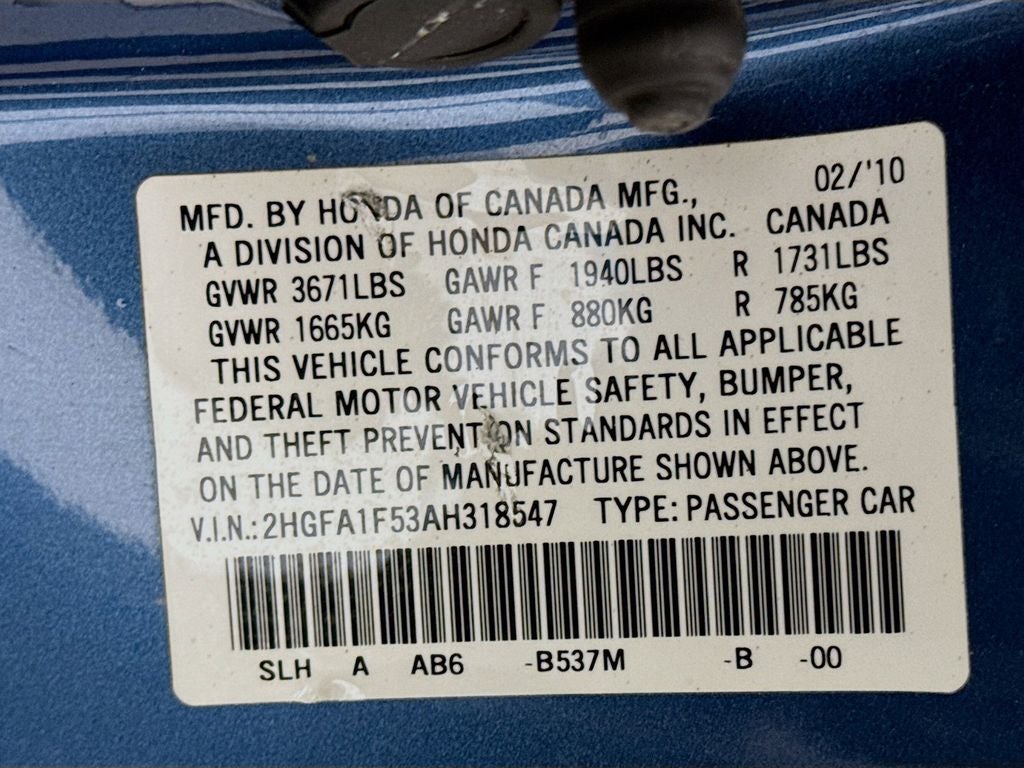 02/'10
MFD. BY HONDA OF CANADA MFG.,
A DIVISION OF HONDA CANADA INC. CANADA
GVWR 3671LBS GAWR F 1940LBS R 1731LBS
GVWR 1665KG GAWR F 880KG R 785KG
THIS VEHICLE CONFORMS TO ALL APPLICABLE
FEDERAL MOTOR VEHICLE SAFETY, BUMPER,
AND THEFT PREVENTION STANDARDS IN EFFECT
ON THE DATE OF MANUFACTURE SHOWN ABOVE.
V.I.N.: 2HGFA1F53AH318547 TYPE: PASSENGER CAR
SLH A AB6 -B537M -B -00